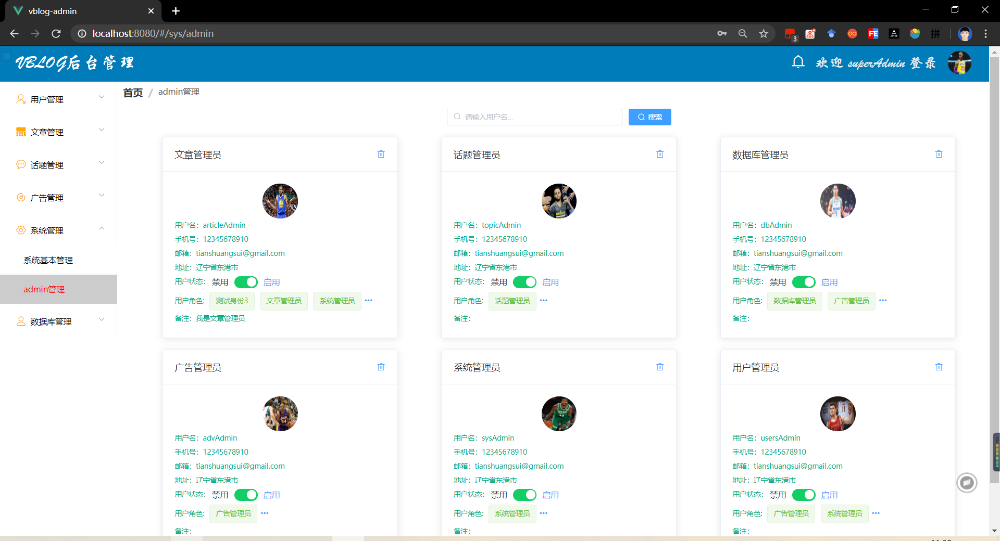 vblog-admin
localhost:8080/#/sys/admin
3
FE
ASTAR
拼
VBLOG后台管理
欢迎 superAdmin 登录
用户管理
文章管理
话题管理
广告管理
系统管理
系统基本管理
admin管理
数据库管理
首页 / admin管理
请输入用户名...
搜索
文章管理员
用户名：articleAdmin
手机号：12345678910
邮箱：tianshuangsui@gmail.com
地址：辽宁省东港市
用户状态： 禁用 启用
用户角色: 测试身份3 文章管理员 系统管理员 •••
备注：我是文章管理员
话题管理员
用户名：topicAdmin
手机号：12345678910
邮箱：tianshuangsui@gmail.com
地址：辽宁省东港市
用户状态： 禁用 启用
用户角色: 话题管理员 •••
备注：
数据库管理员
用户名：dbAdmin
手机号：12345678910
邮箱：tianshuangsui@gmail.com
地址：辽宁省东港市
用户状态： 禁用 启用
用户角色: 数据库管理员 广告管理员 •••
备注：
广告管理员
用户名：advAdmin
手机号：12345678910
邮箱：tianshuangsui@gmail.com
地址：辽宁省东港市
用户状态： 禁用 启用
用户角色: 广告管理员 •••
备注：
系统管理员
用户名：sysAdmin
手机号：12345678910
邮箱：tianshuangsui@gmail.com
地址：辽宁省东港市
用户状态： 禁用 启用
用户角色: 系统管理员 •••
备注：
用户管理员
用户名：usersAdmin
手机号：12345678910
邮箱：tianshuangsui@gmail.com
地址：辽宁省东港市
用户状态： 禁用 启用
用户角色: 广告管理员 系统管理员 •••
备注：